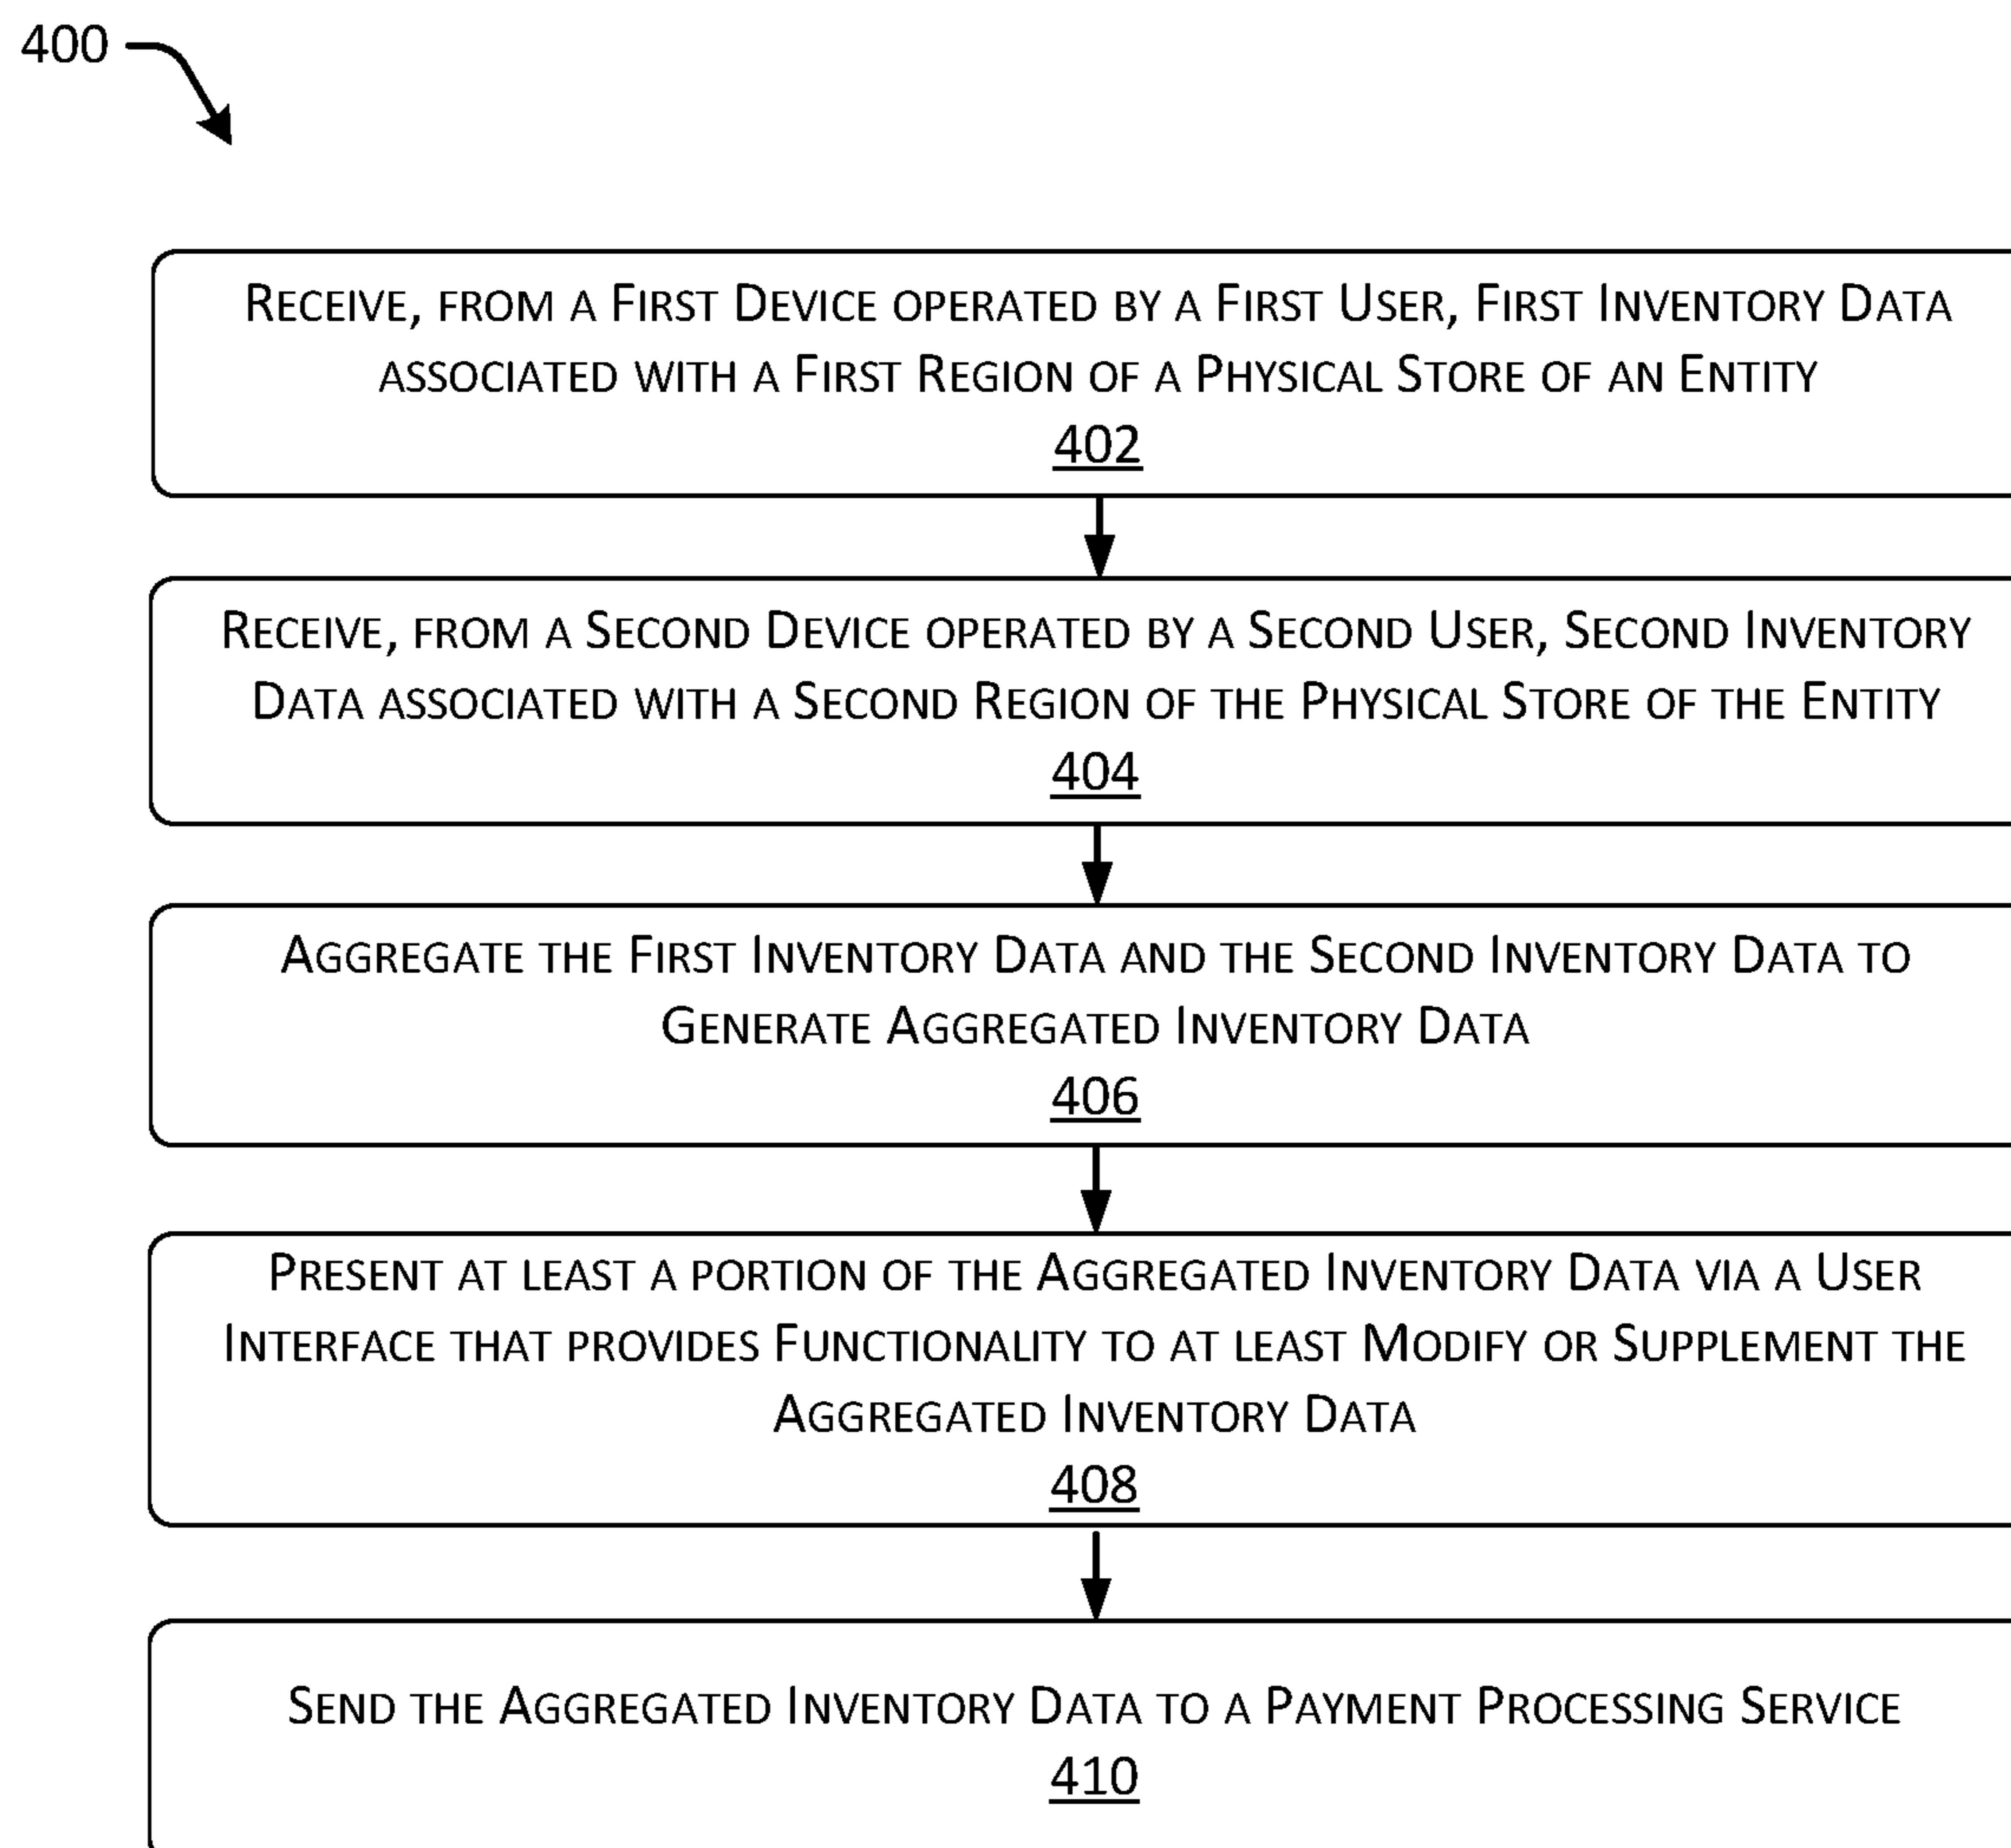 400
RECEIVE, FROM A FIRST DEVICE OPERATED BY A FIRST USER, FIRST INVENTORY DATA
ASSOCIATED WITH A FIRST REGION OF A PHYSICAL STORE OF AN ENTITY
402
RECEIVE, FROM A SECOND DEVICE OPERATED BY A SECOND USER, SECOND INVENTORY
DATA ASSOCIATED WITH A SECOND REGION OF THE PHYSICAL STORE OF THE ENTITY
404
AGGREGATE THE FIRST INVENTORY DATA AND THE SECOND INVENTORY DATA TO
GENERATE AGGREGATED INVENTORY DATA
406
PRESENT AT LEAST A PORTION OF THE AGGREGATED INVENTORY DATA VIA A USER
INTERFACE THAT PROVIDES FUNCTIONALITY TO AT LEAST MODIFY OR SUPPLEMENT THE
AGGREGATED INVENTORY DATA
408
SEND THE AGGREGATED INVENTORY DATA TO A PAYMENT PROCESSING SERVICE
410